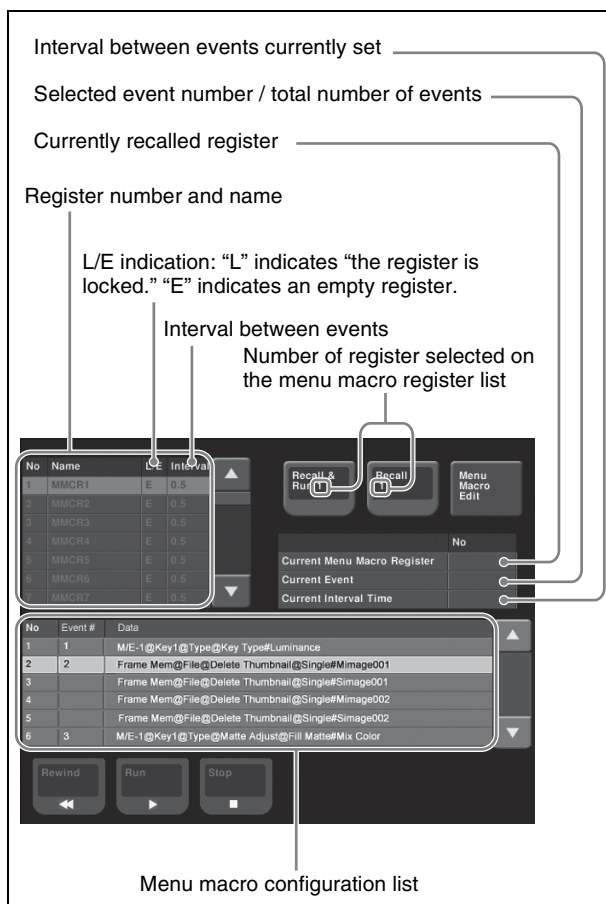 Interval between events currently set
Selected event number / total number of events
Currently recalled register
Register number and name
L/E indication: “L” indicates “the register is
locked.” “E” indicates an empty register.
Interval between events
Number of register selected on
the menu macro register list
No Name L/E Interval
1 MMCR1 E 0.5
2 MMCR2 E 0.5
3 MMCR3 E 0.5
4 MMCR4 E 0.5
5 MMCR5 E 0.5
6 MMCR6 E 0.5
7 MMCR7 E 0.5
Recall &
Run 1
Recall
1
Menu
Macro
Edit
No
Current Menu Macro Register
Current Event
Current Interval Time
No Event # Data
1 1 M/E-1@Key1@Type@Key Type#Luminance
2 2 Frame Mem@File@Delete Thumbnail@Single#Mimage001
3 Frame Mem@File@Delete Thumbnail@Single#Simage001
4 Frame Mem@File@Delete Thumbnail@Single#Mimage002
5 Frame Mem@File@Delete Thumbnail@Single#Simage002
6 3 M/E-1@Key1@Type@Matte Adjust@Fill Matte#Mix Color
Rewind
Run
Stop
Menu macro configuration list